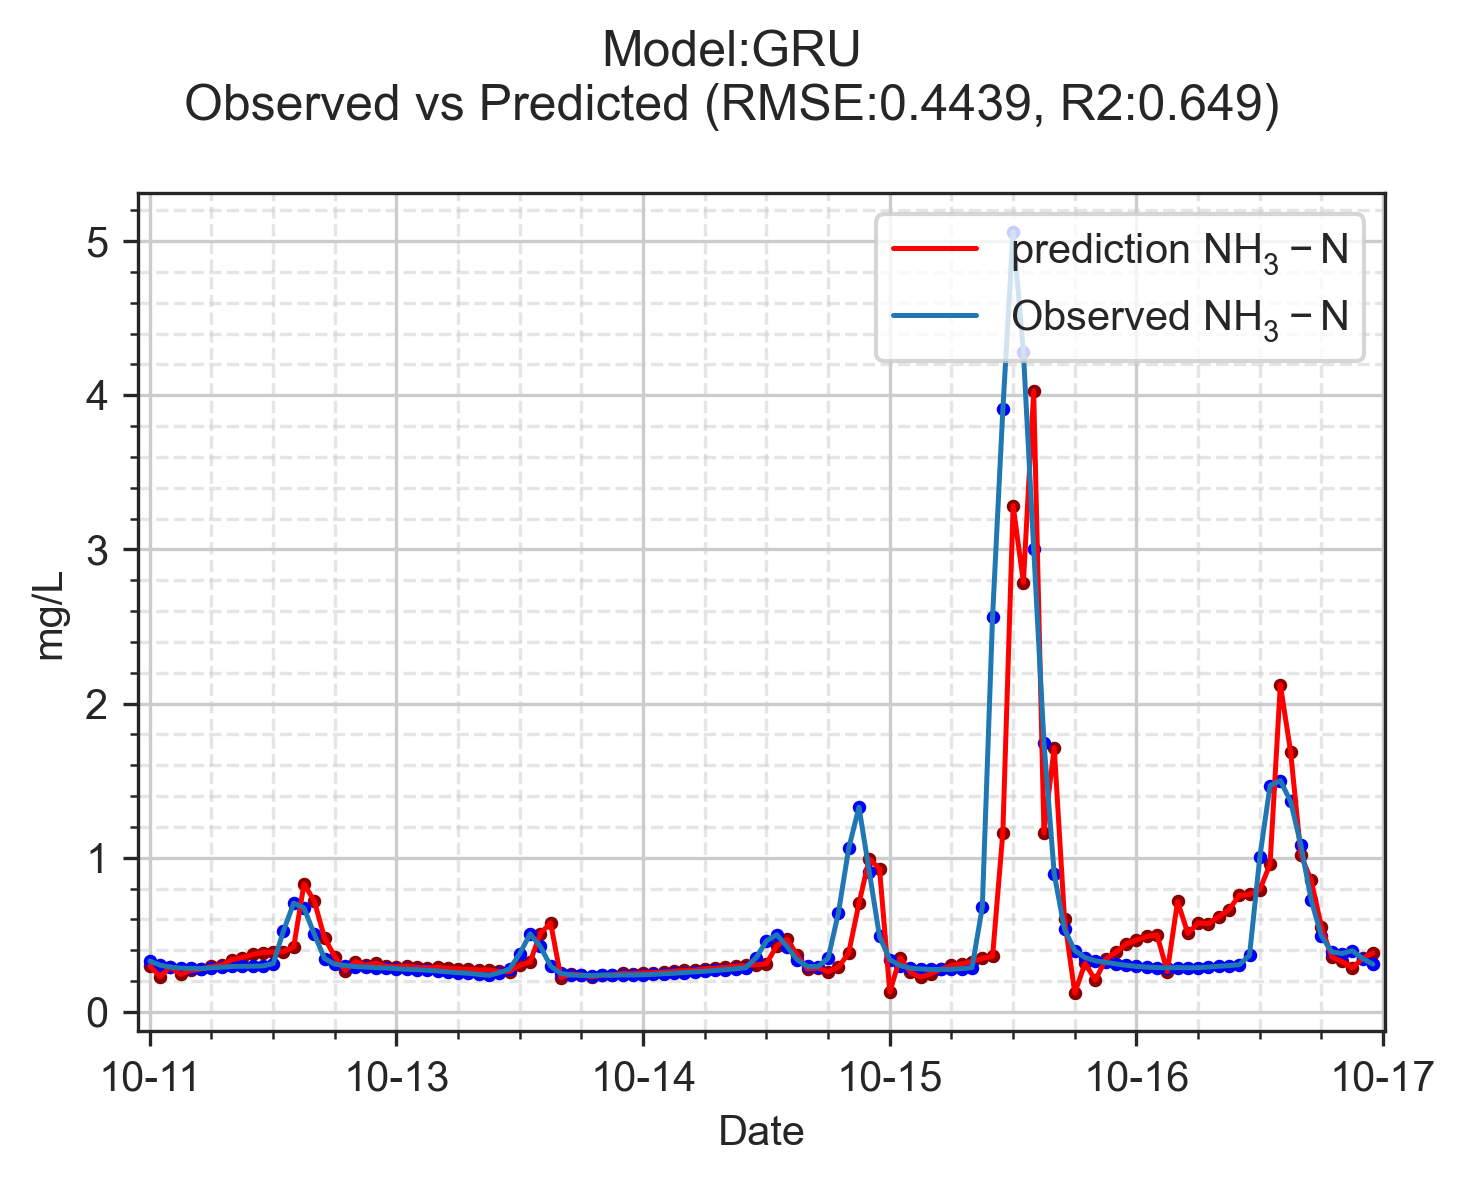 Model:GRU
Observed vs Predicted (RMSE:0.4439, R2:0.649)
prediction NH₃ − N
Observed NH₃ − N
5
4
3
2
1
0
mg/L
10-11 10-13 10-14 10-15 10-16 10-17
Date